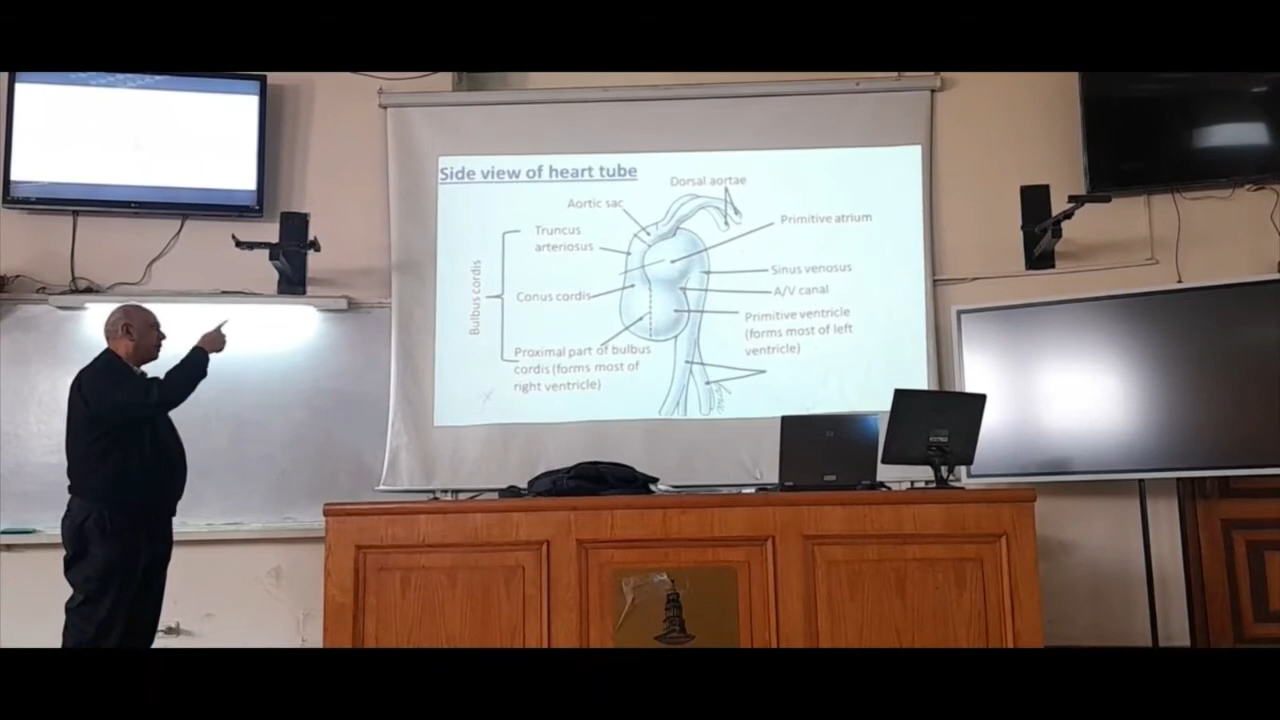 Side view of heart tube
Dorsal aortae
Aortic sac
Primitive atrium
Truncus
arteriosus
Sinus venosus
Bulbus cordis
Conus cordis
A/V canal
Primitive ventricle
(forms most of left
ventricle)
Proximal part of bulbus
cordis (forms most of
right ventricle)